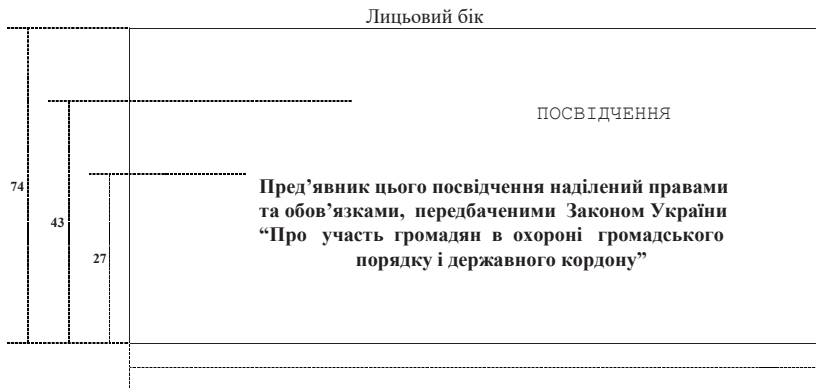 Лицьовий бік
ПОСВІДЧЕННЯ
74
Пред’явник цього посвідчення наділений правами
та обов’язками, передбаченими Законом України
43
“Про участь громадян в охороні громадського
27
порядку і державного кордону”